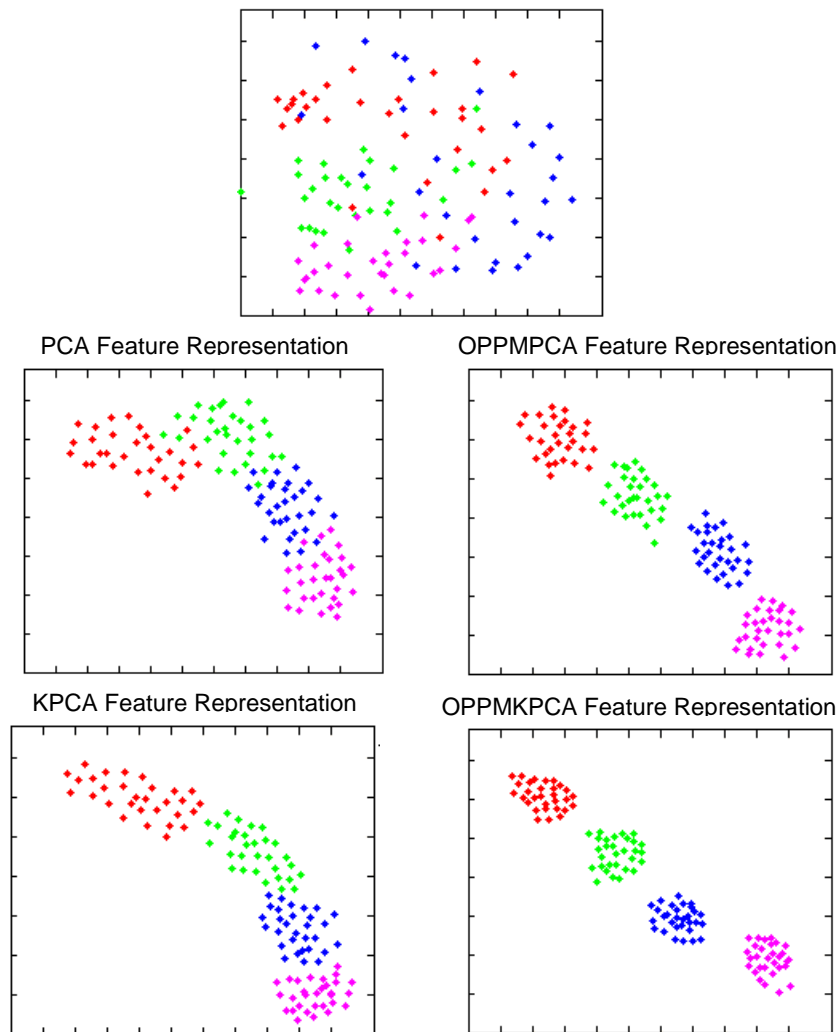 PCA Feature Representation
OPPMPCA Feature Representation
KPCA Feature Representation
OPPMKPCA Feature Representation